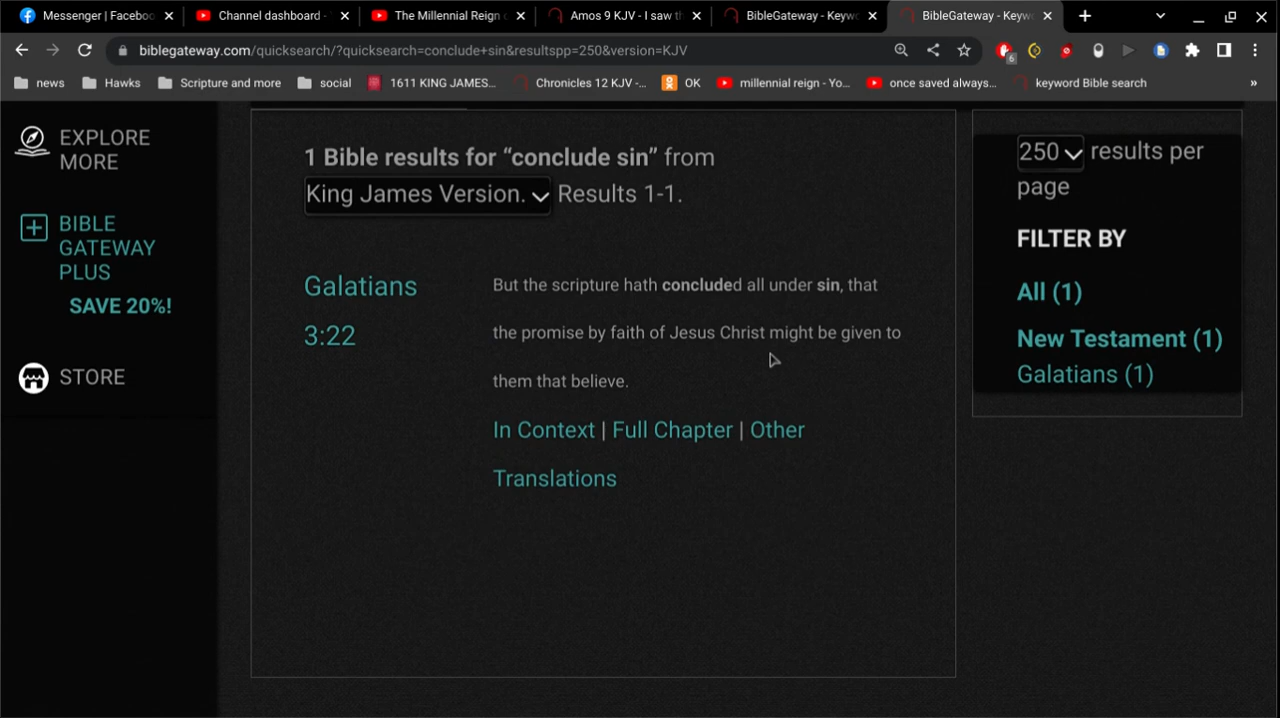 Messenger | Faceboo
Channel dashboard -
The Millennial Reign o
Amos 9 KJV - I saw th
BibleGateway - Keywo
BibleGateway - Keyw
biblegateway.com/quicksearch/?quicksearch=conclude+sin&resultspp=250&version=KJV
6
news
Hawks
Scripture and more
social
1611 KING JAMES...
Chronicles 12 KJV -...
OK
millennial reign - Yo...
once saved always...
keyword Bible search
»
EXPLORE
MORE
BIBLE
GATEWAY
PLUS
SAVE 20%!
STORE
1 Bible results for “conclude sin” from
King James Version. Results 1-1.
Galatians
3:22
But the scripture hath concluded all under sin, that
the promise by faith of Jesus Christ might be given to
them that believe.
In Context | Full Chapter | Other
Translations
250 results per
page
FILTER BY
All (1)
New Testament (1)
Galatians (1)